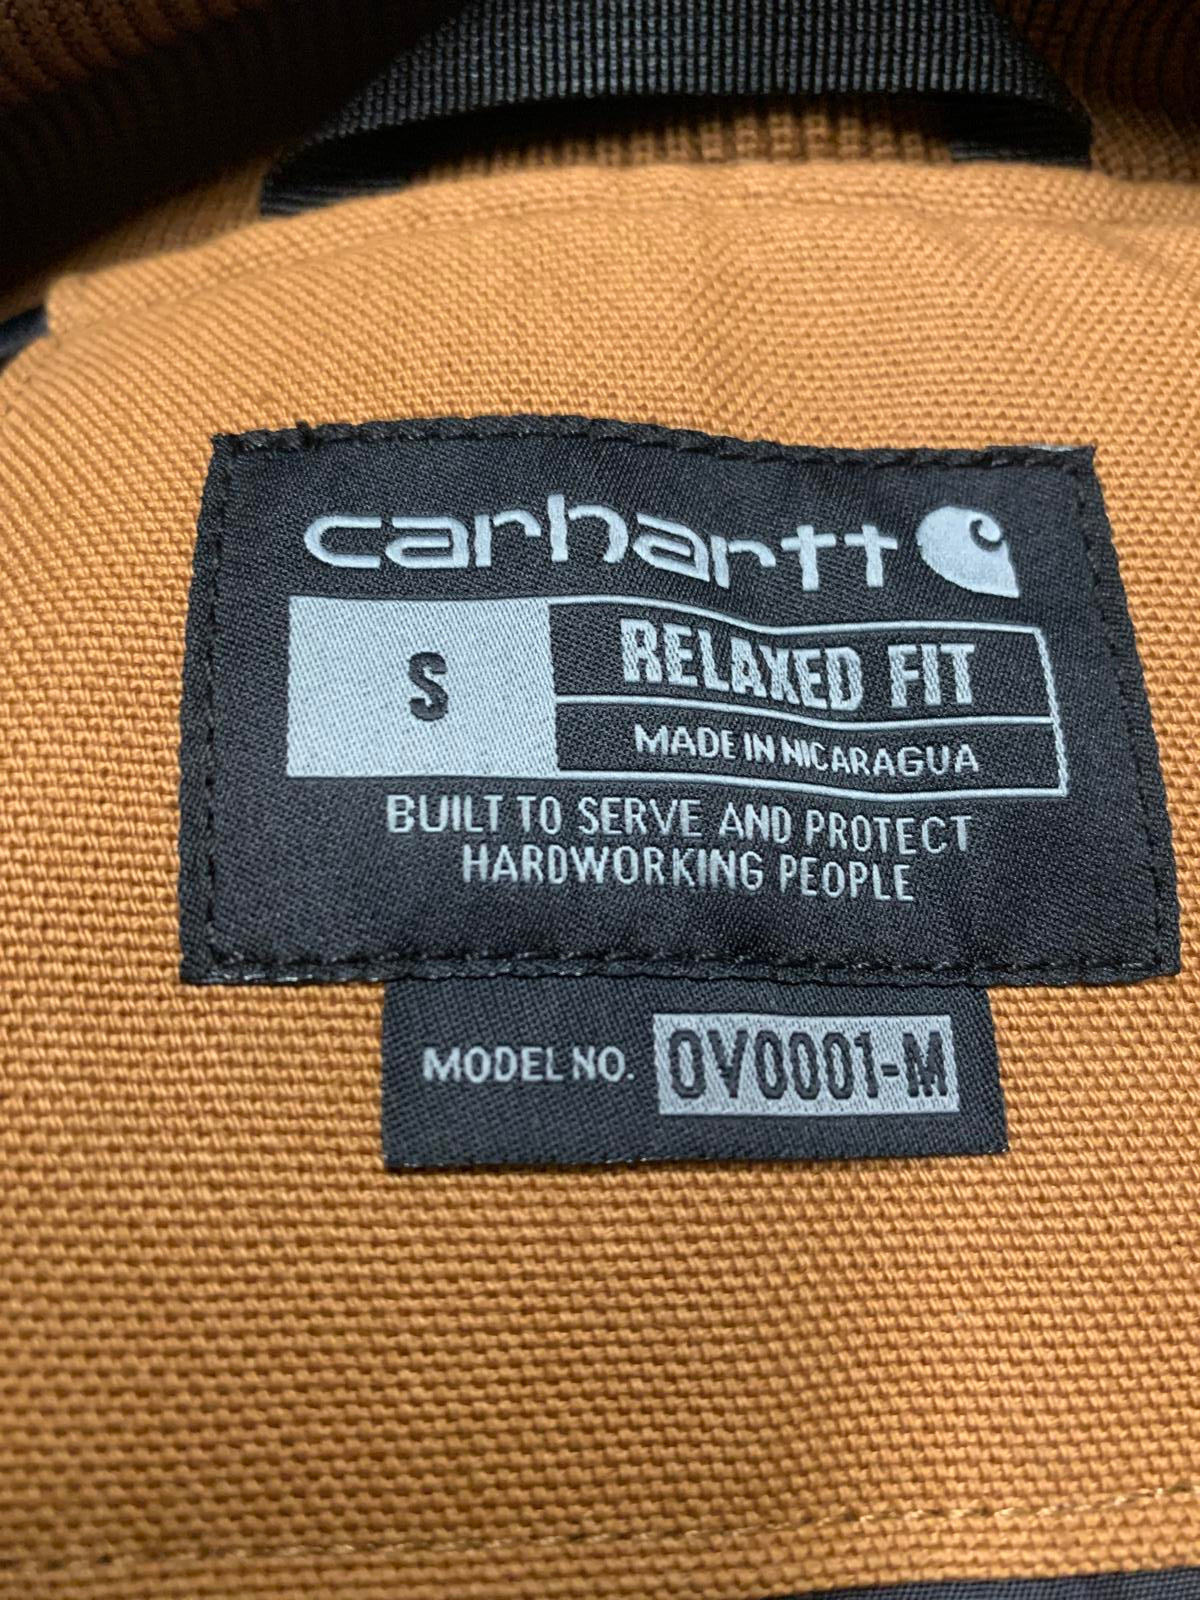 carhartt
S
RELAXED FIT
MADE IN NICARAGUA
BUILT TO SERVE AND PROTECT
HARDWORKING PEOPLE
MODEL NO. OV0001-M